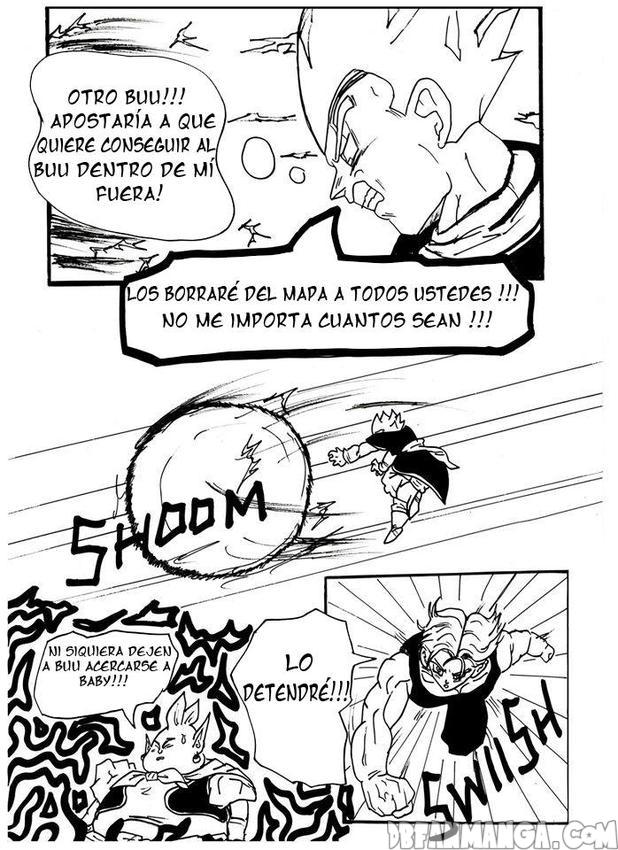 OTRO BUU!!!
APOSTARÍA A QUE
QUIERE CONSEGUIR AL
BUU DENTRO DE MÍ
FUERA!
LOS BORRARÉ DEL MAPA A TODOS USTEDES !!!
NO ME IMPORTA CUANTOS SEAN !!!
SHOOM
NI SIQUIERA DEJEN
A BUU ACERCARSE A
BABY!!!
LO
DETENDRÉ!!!
SWIISH
DBFANMANGA.COM